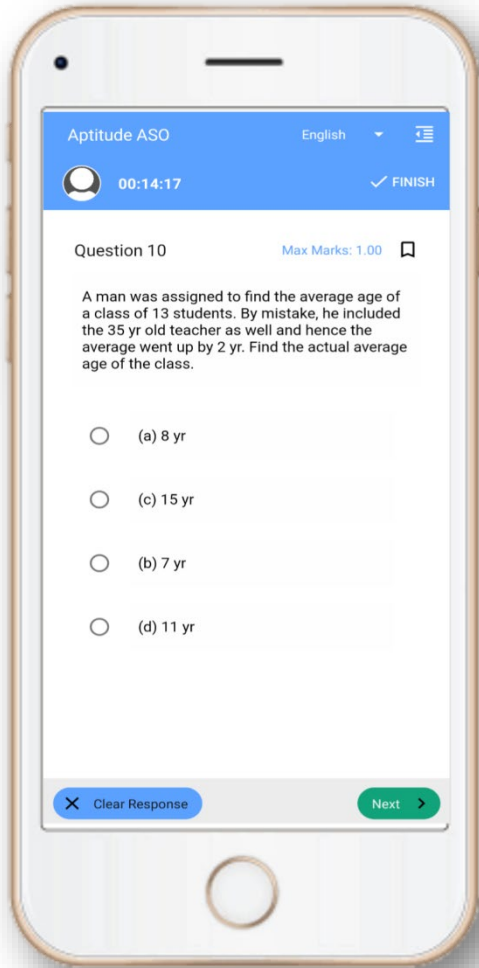 Aptitude ASO English
00:14:17 FINISH
Question 10 Max Marks: 1.00
A man was assigned to find the average age of
a class of 13 students. By mistake, he included
the 35 yr old teacher as well and hence the
average went up by 2 yr. Find the actual average
age of the class.
(a) 8 yr
(c) 15 yr
(b) 7 yr
(d) 11 yr
Clear Response Next